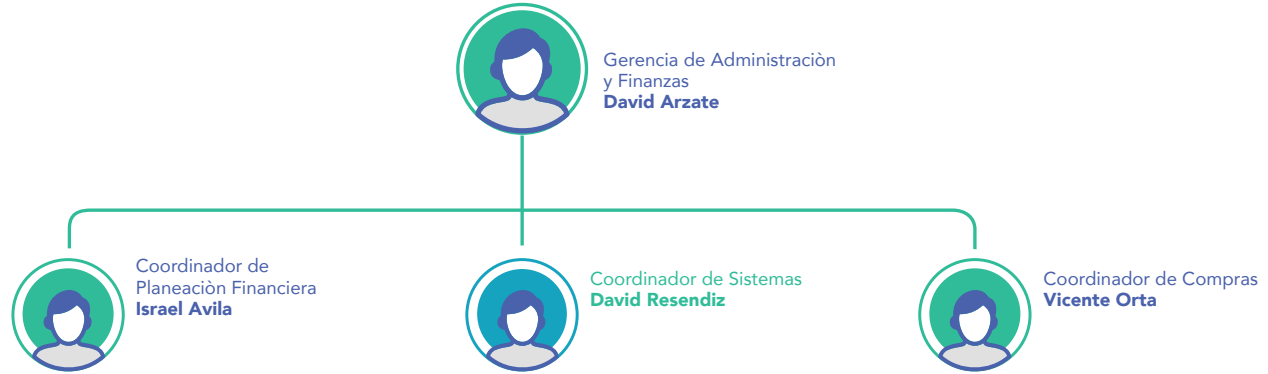 Gerencia de Administraciòn
y Finanzas
David Arzate
Coordinador de
Planeaciòn Financiera
Israel Avila
Coordinador de Sistemas
David Resendiz
Coordinador de Compras
Vicente Orta